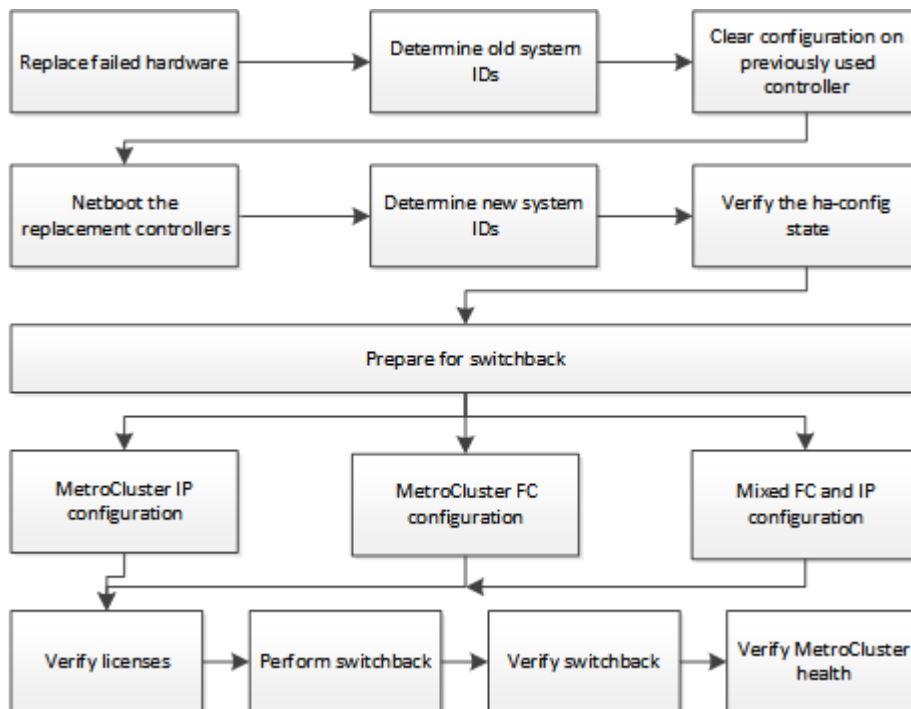 Replace failed hardware
Determine old system
IDs
Clear configuration on
previously used
controller
Netboot the
replacement controllers
Determine new system
IDs
Verify the ha-config
state
Prepare for switchback
MetroCluster IP
configuration
MetroCluster FC
configuration
Mixed FC and IP
configuration
Verify licenses
Perform switchback
Verify switchback
Verify MetroCluster
health